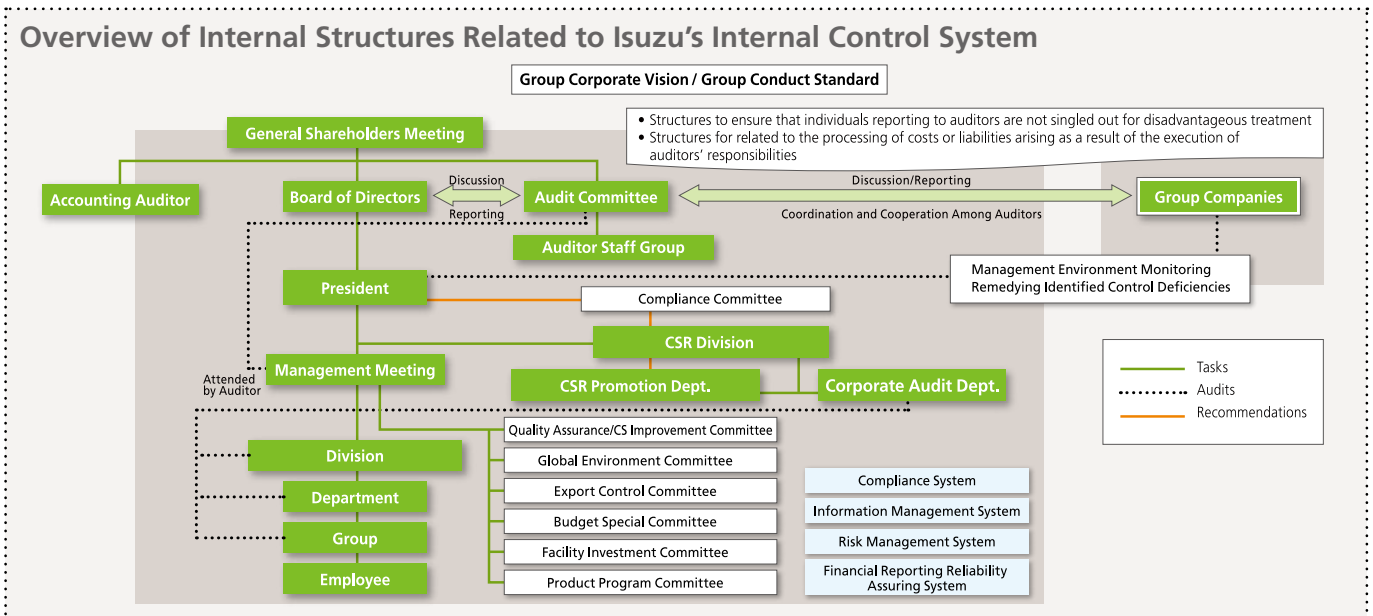 Overview of Internal Structures Related to Isuzu's Internal Control System
Group Corporate Vision / Group Conduct Standard
• Structures to ensure that individuals reporting to auditors are not singled out for disadvantageous treatment
• Structures for related to the processing of costs or liabilities arising as a result of the execution of
auditors' responsibilities
General Shareholders Meeting
Accounting Auditor
Board of Directors
Discussion
Reporting
Audit Committee
Discussion/Reporting
Coordination and Cooperation Among Auditors
Group Companies
Auditor Staff Group
Management Environment Monitoring
Remedying Identified Control Deficiencies
President
Compliance Committee
CSR Division
Attended
by Auditor
Management Meeting
CSR Promotion Dept.
Corporate Audit Dept.
Tasks
Audits
Recommendations
Quality Assurance/CS Improvement Committee
Global Environment Committee
Export Control Committee
Budget Special Committee
Facility Investment Committee
Product Program Committee
Division
Department
Group
Employee
Compliance System
Information Management System
Risk Management System
Financial Reporting Reliability
Assuring System